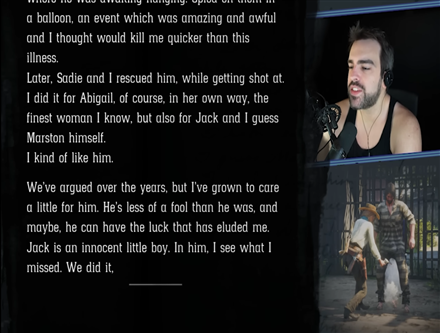 a balloon, an event which was amazing and awful
and I thought would kill me quicker than this
illness.
Later, Sadie and I rescued him, while getting shot at.
I did it for Abigail, of course, in her own way, the
finest woman I know, but also for Jack and I guess
Marston himself.
I kind of like him.
We've argued over the years, but I've grown to care
a little for him. He's less of a fool than he was, and
maybe, he can have the luck that has eluded me.
Jack is an innocent little boy. In him, I see what I
missed. We did it,